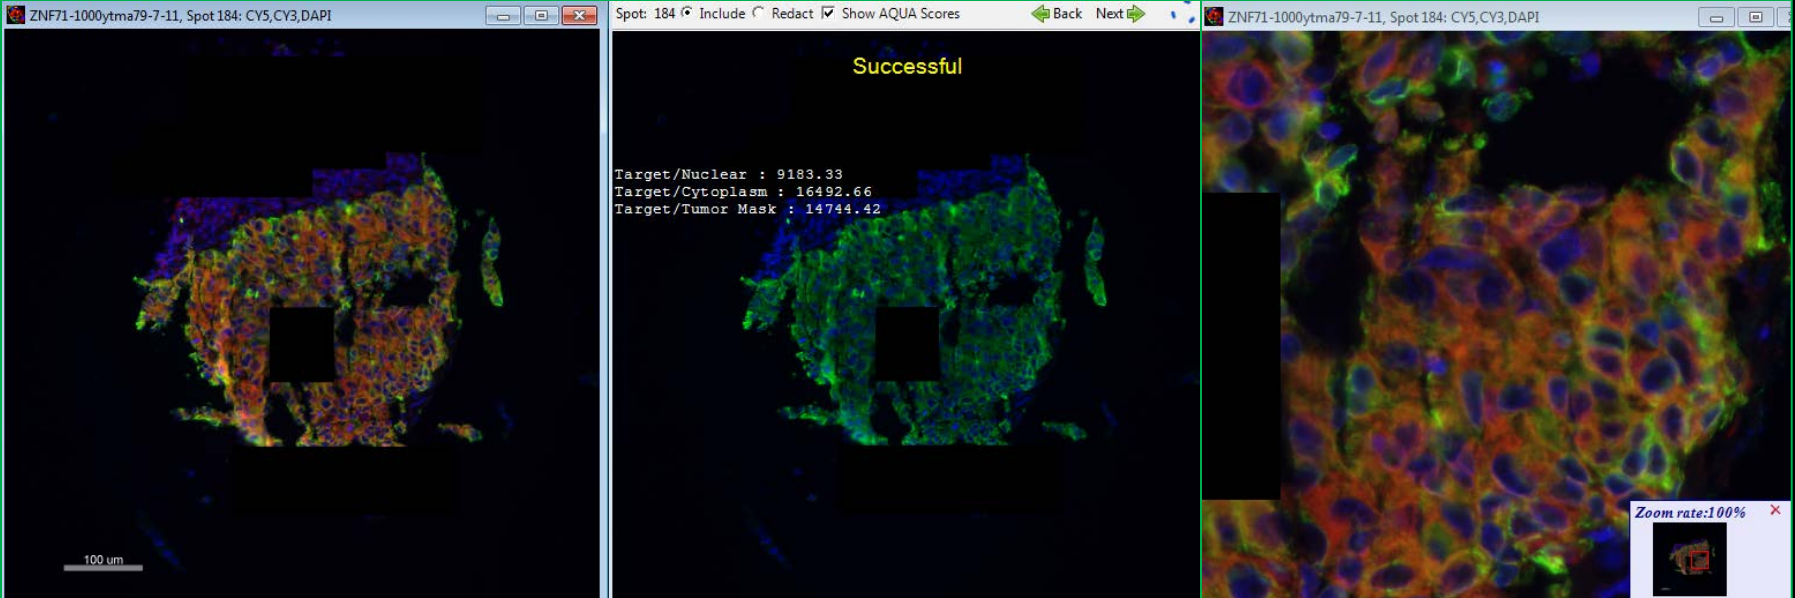 ZNF71-1000ytma79-7-11, Spot 184: CY5,CY3,DAPI
100 um
Spot: 184 Include Redact Show AQUA Scores Back Next
Successful
Target/Nuclear : 9183.33
Target/Cytoplasm : 16492.66
Target/Tumor Mask : 14744.42
ZNF71-1000ytma79-7-11, Spot 184: CY5,CY3,DAPI
Zoom rate:100%